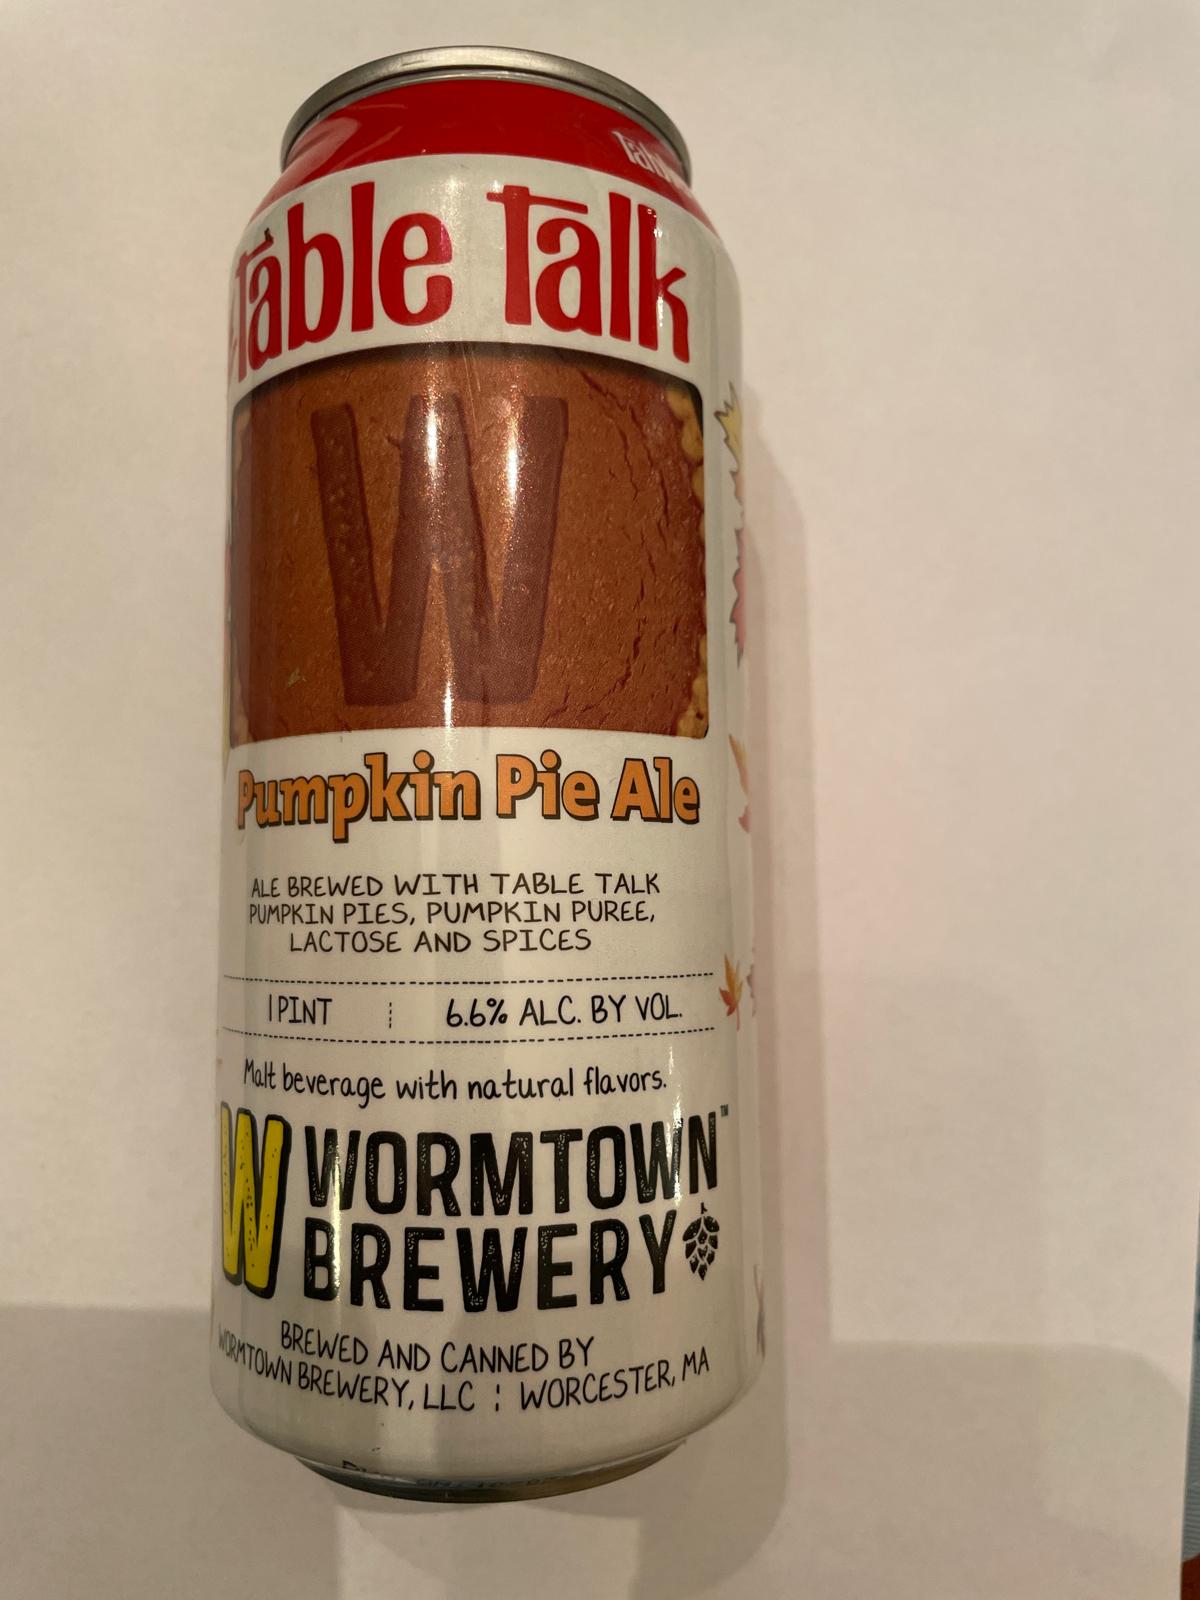 Table Talk
W
Pumpkin Pie Ale
ALE BREWED WITH TABLE TALK
PUMPKIN PIES, PUMPKIN PUREE,
LACTOSE AND SPICES
1 PINT ¦ 6.6% ALC. BY VOL.
Malt beverage with natural flavors.
W WORMTOWN™
BREWERY
BREWED AND CANNED BY
WORMTOWN BREWERY, LLC ¦ WORCESTER, MA